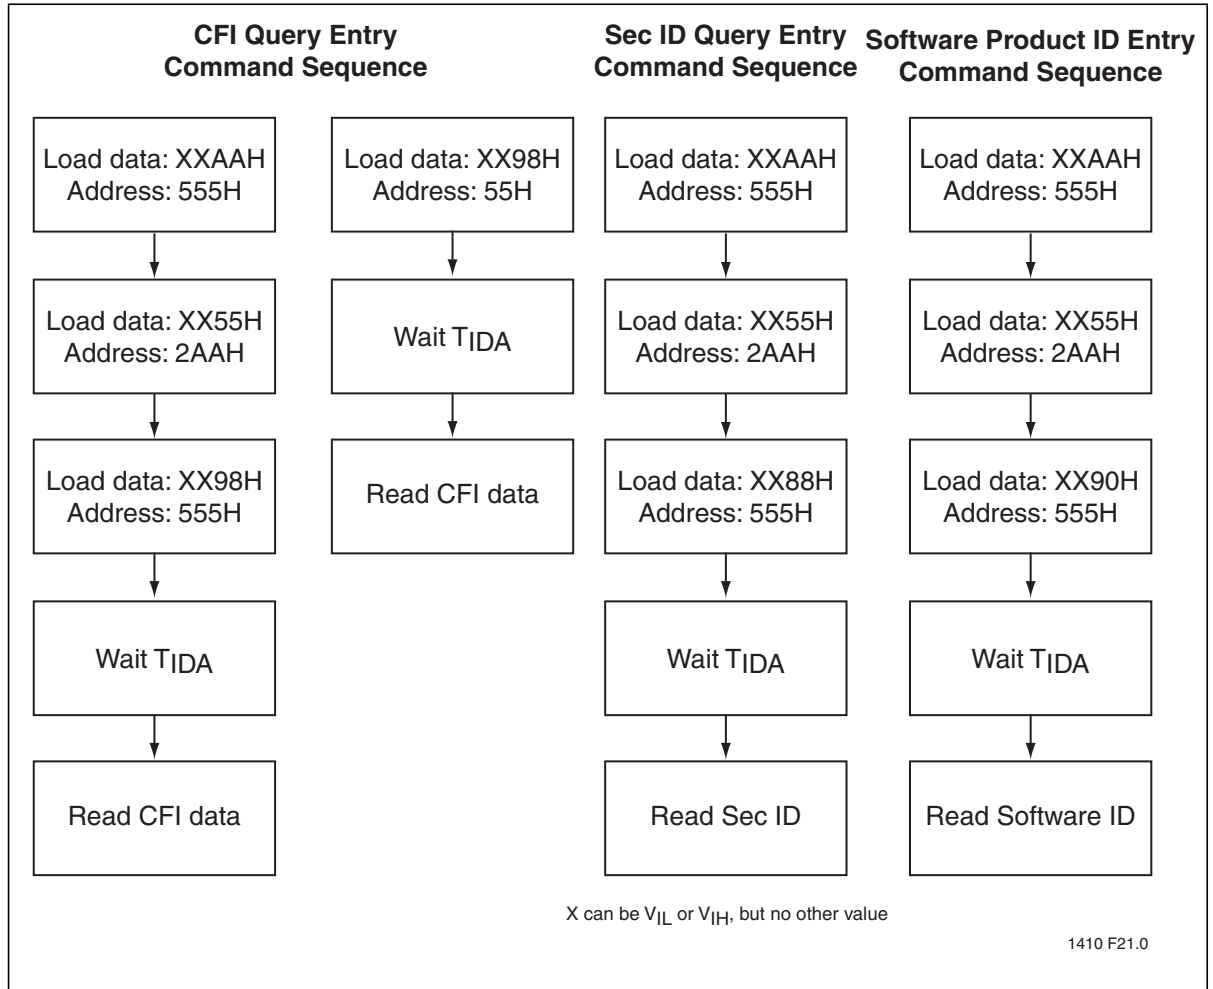 CFI Query Entry
Command Sequence
Load data: XXAAH
Address: 555H
Load data: XX55H
Address: 2AAH
Load data: XX98H
Address: 555H
Wait TIDA
Read CFI data
Load data: XX98H
Address: 55H
Wait TIDA
Read CFI data
Sec ID Query Entry
Command Sequence
Load data: XXAAH
Address: 555H
Load data: XX55H
Address: 2AAH
Load data: XX88H
Address: 555H
Wait TIDA
Read Sec ID
Software Product ID Entry
Command Sequence
Load data: XXAAH
Address: 555H
Load data: XX55H
Address: 2AAH
Load data: XX90H
Address: 555H
Wait TIDA
Read Software ID
X can be VIL or VIH, but no other value
1410 F21.0